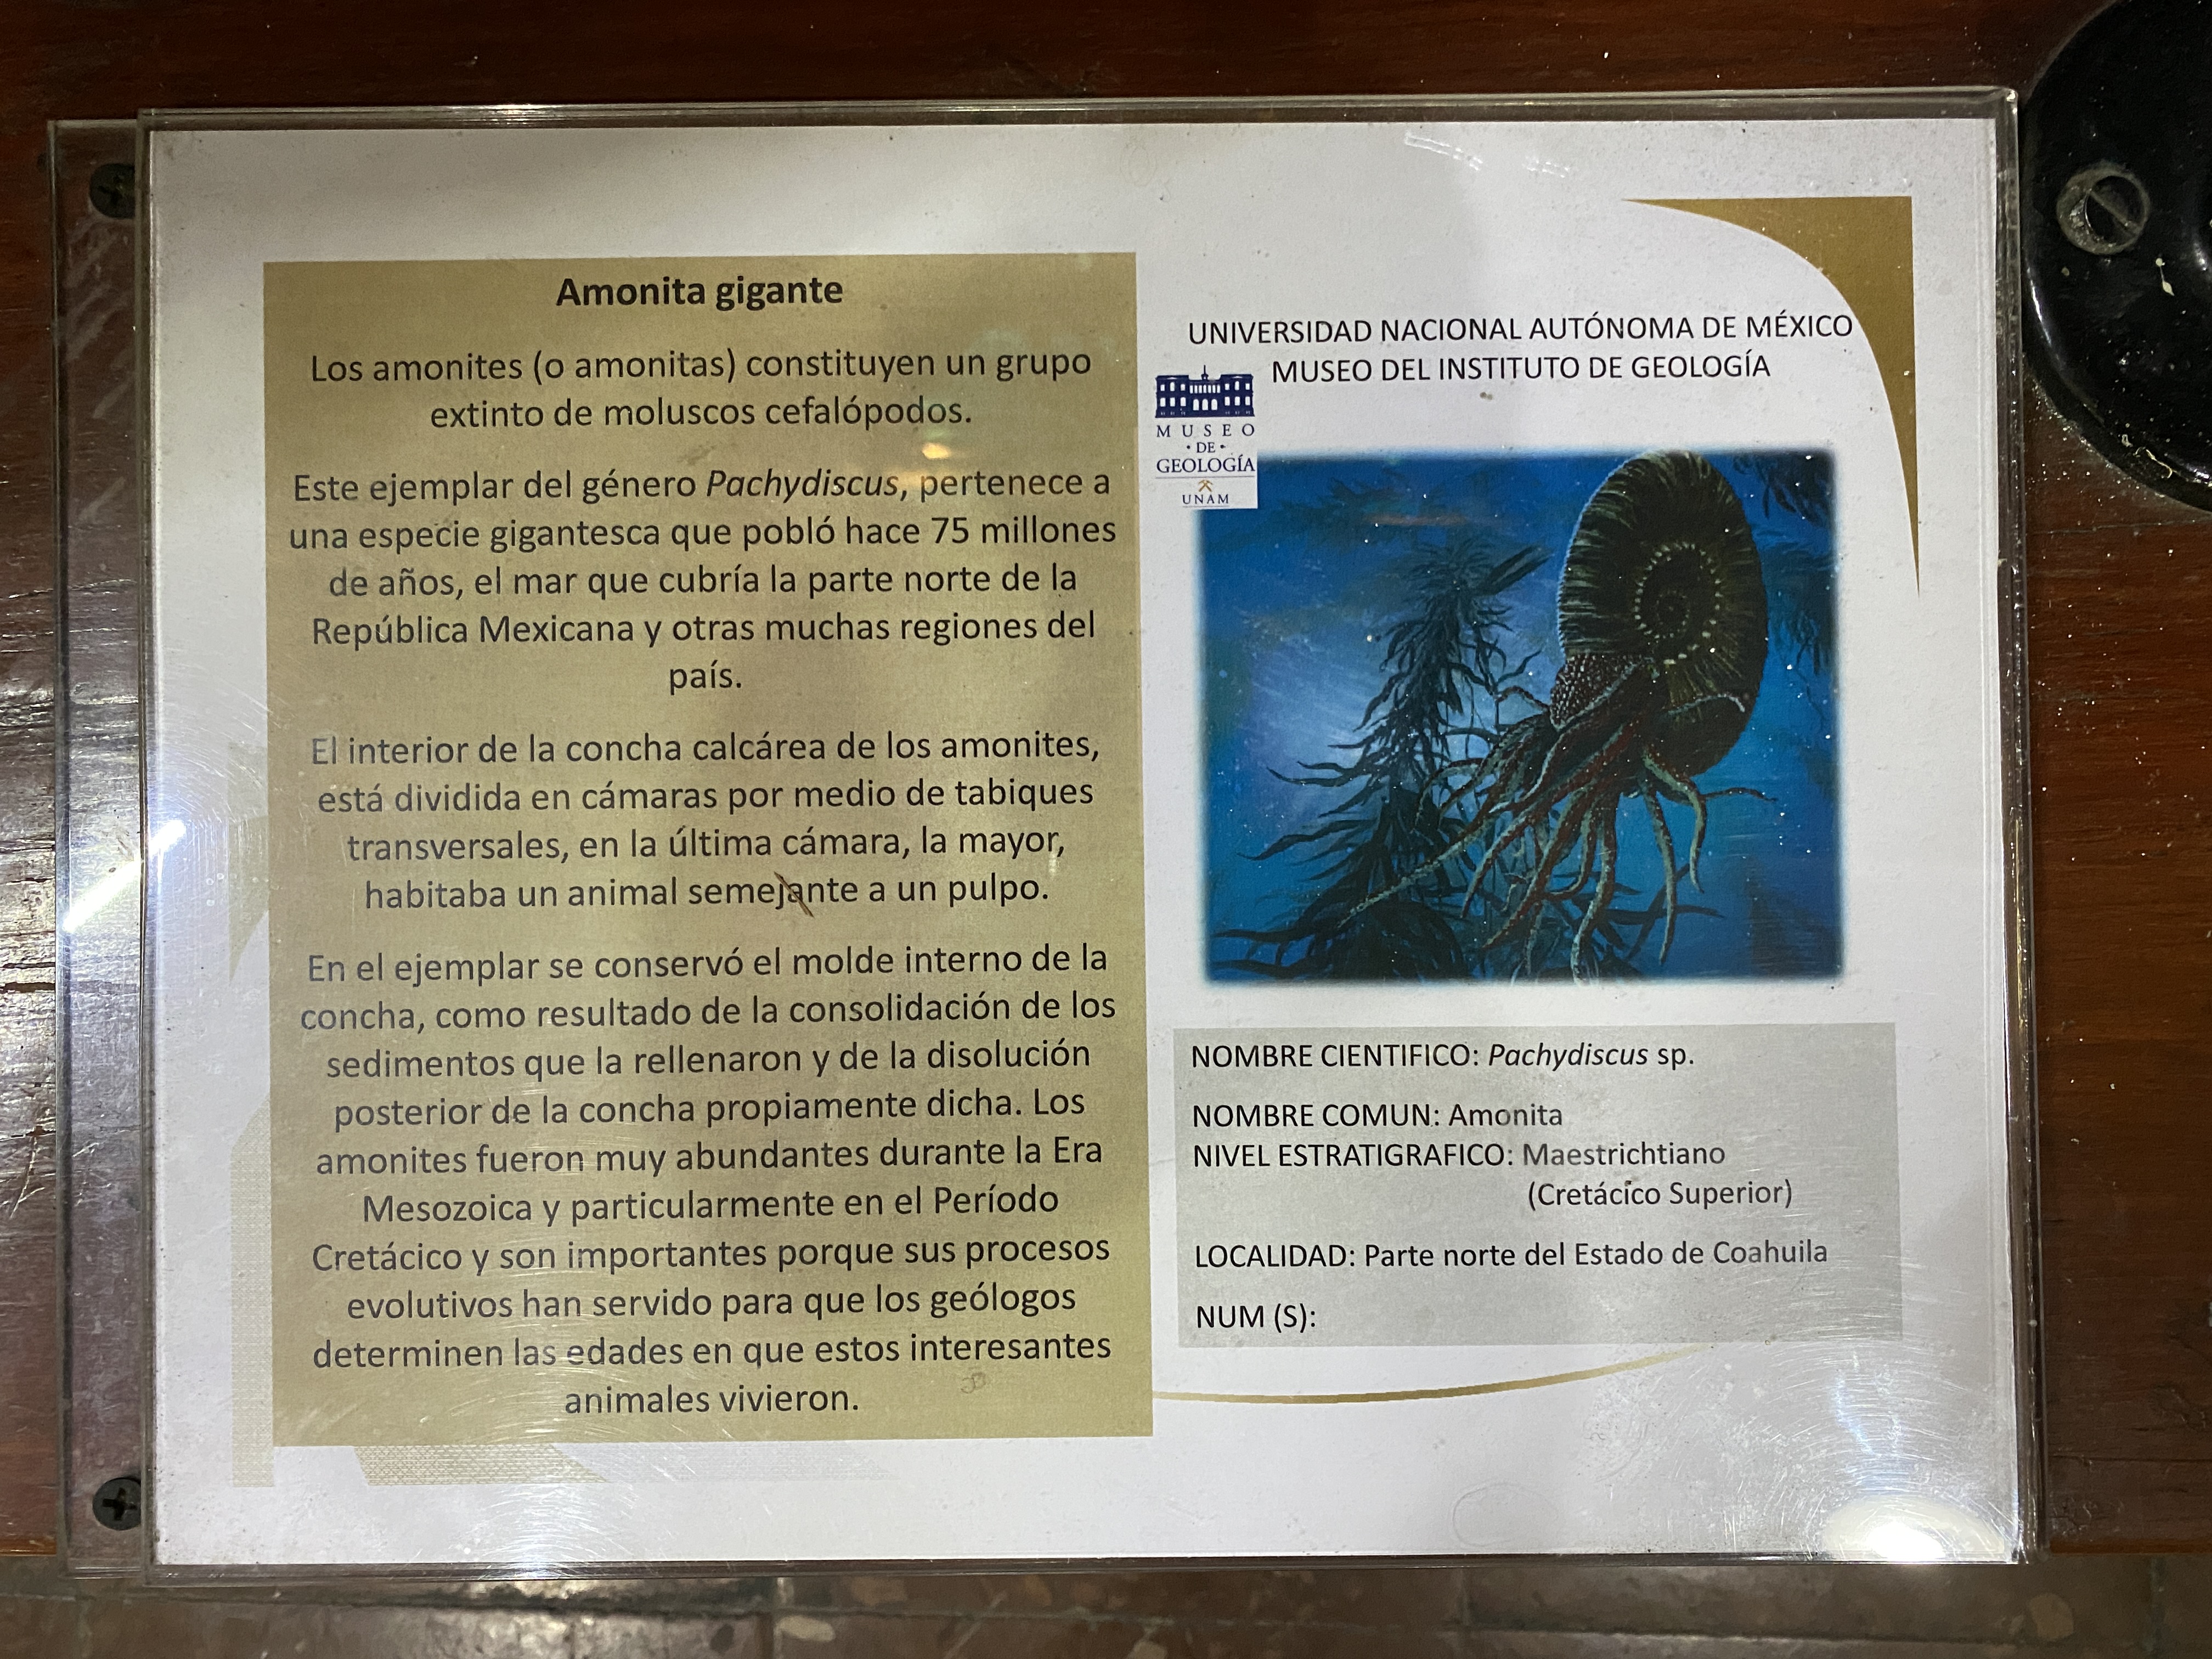 Amonita gigante
Los amonites (o amonitas) constituyen un grupo
extinto de moluscos cefalópodos.
Este ejemplar del género Pachydiscus, pertenece a
una especie gigantesca que pobló hace 75 millones
de años, el mar que cubría la parte norte de la
República Mexicana y otras muchas regiones del
país.
El interior de la concha calcárea de los amonites,
está dividida en cámaras por medio de tabiques
transversales, en la última cámara, la mayor,
habitaba un animal semejante a un pulpo.
En el ejemplar se conservó el molde interno de la
concha, como resultado de la consolidación de los
sedimentos que la rellenaron y de la disolución
posterior de la concha propiamente dicha. Los
amonites fueron muy abundantes durante la Era
Mesozoica y particularmente en el Período
Cretácico y son importantes porque sus procesos
evolutivos han servido para que los geólogos
determinen las edades en que estos interesantes
animales vivieron.
UNIVERSIDAD NACIONAL AUTÓNOMA DE MÉXICO
MUSEO DEL INSTITUTO DE GEOLOGÍA
MUSEO
• DE •
GEOLOGÍA
UNAM
NOMBRE CIENTIFICO: Pachydiscus sp.
NOMBRE COMUN: Amonita
NIVEL ESTRATIGRAFICO: Maestrichtiano
(Cretácico Superior)
LOCALIDAD: Parte norte del Estado de Coahuila
NUM (S):